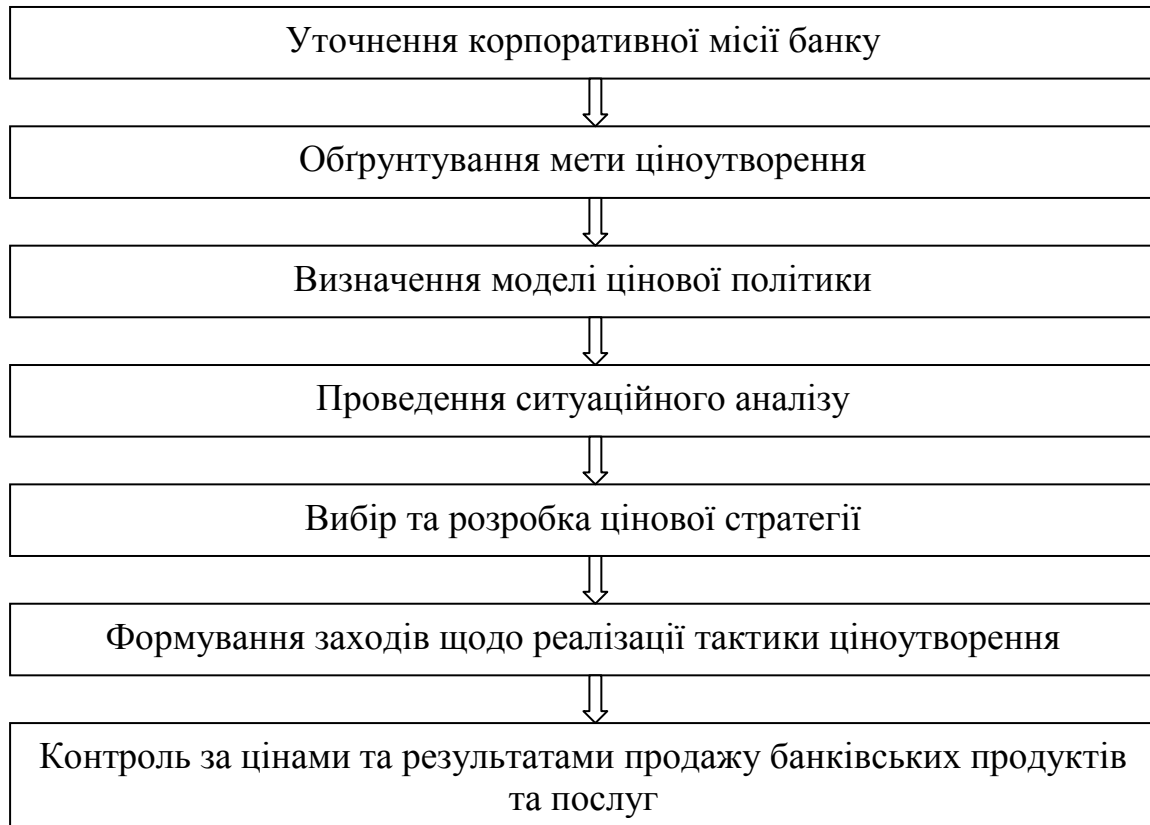 Уточнення корпоративної місії банку
Обґрунтування мети ціноутворення
Визначення моделі цінової політики
Проведення ситуаційного аналізу
Вибір та розробка цінової стратегії
Формування заходів щодо реалізації тактики ціноутворення
Контроль за цінами та результатами продажу банківських продуктів
та послуг